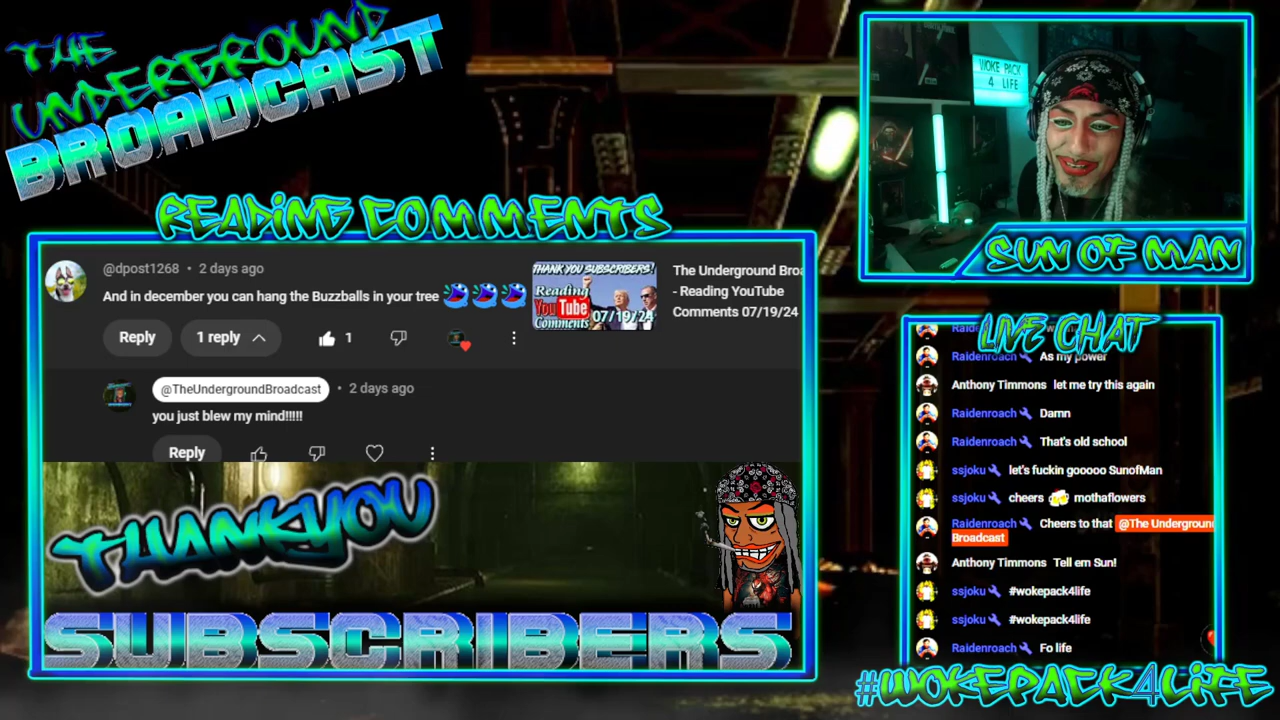 THE
UNDERGROUND
BROADCAST
READING COMMENTS
@dpost1268 • 2 days ago
And in december you can hang the Buzzballs in your tree
Reply
1 reply
1
THANK YOU SUBSCRIBERS!
Reading
YouTube
Comments
07/19/24
The Underground Broa
- Reading YouTube
Comments 07/19/24
@TheUndergroundBroadcast • 2 days ago
you just blew my mind!!!!!
Reply
THANKYOU
SUBSCRIBERS
WOKE PACK
4 LIFE
SUN OF MAN
LIVE CHAT
Raidenroach As my power
Anthony Timmons let me try this again
Raidenroach Damn
Raidenroach That's old school
ssjoku let's fuckin gooooo SunofMan
ssjoku cheers mothaflowers
Raidenroach Cheers to that @The Underground
Broadcast
Anthony Timmons Tell em Sun!
ssjoku #wokepack4life
ssjoku #wokepack4life
Raidenroach Fo life
#WOKEPACK4LIFE